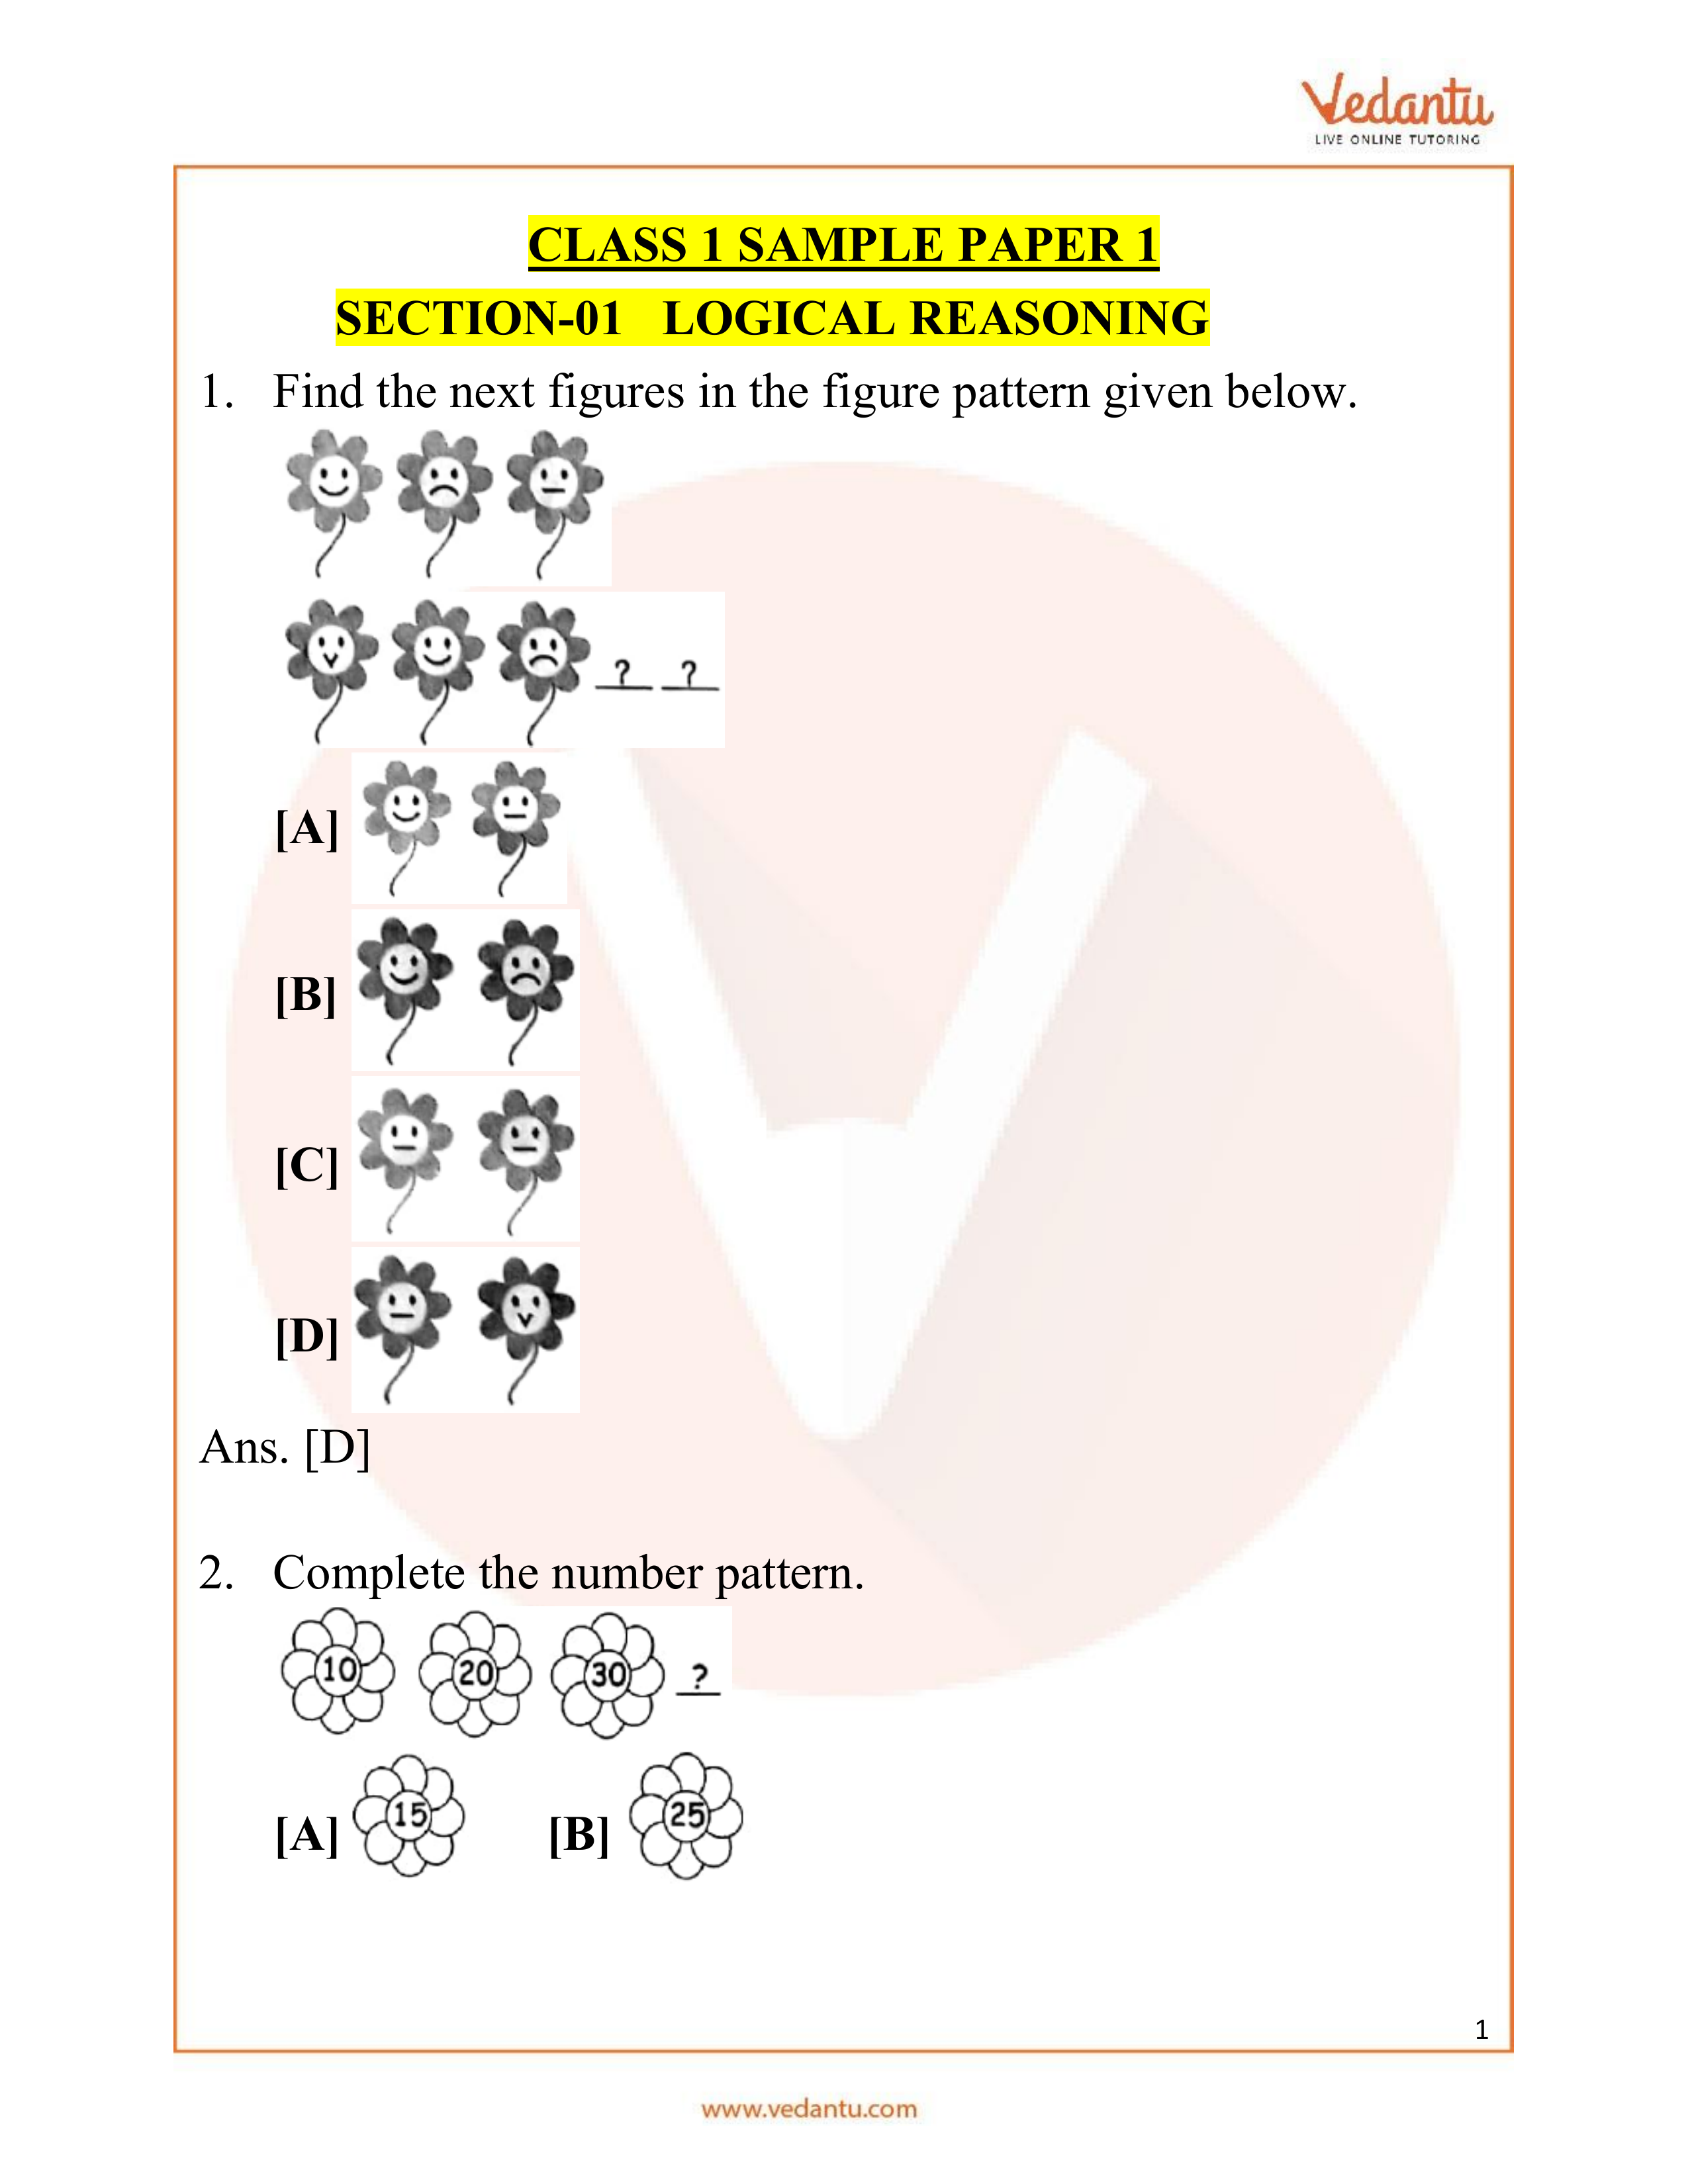 Vedantu
LIVE ONLINE TUTORING
CLASS 1 SAMPLE PAPER 1
SECTION-01 LOGICAL REASONING
1. Find the next figures in the figure pattern given below.
? ?
[A]
[B]
[C]
[D]
Ans. [D]
2. Complete the number pattern.
10 20 30 ?
[A] 15 [B] 25
1
www.vedantu.com